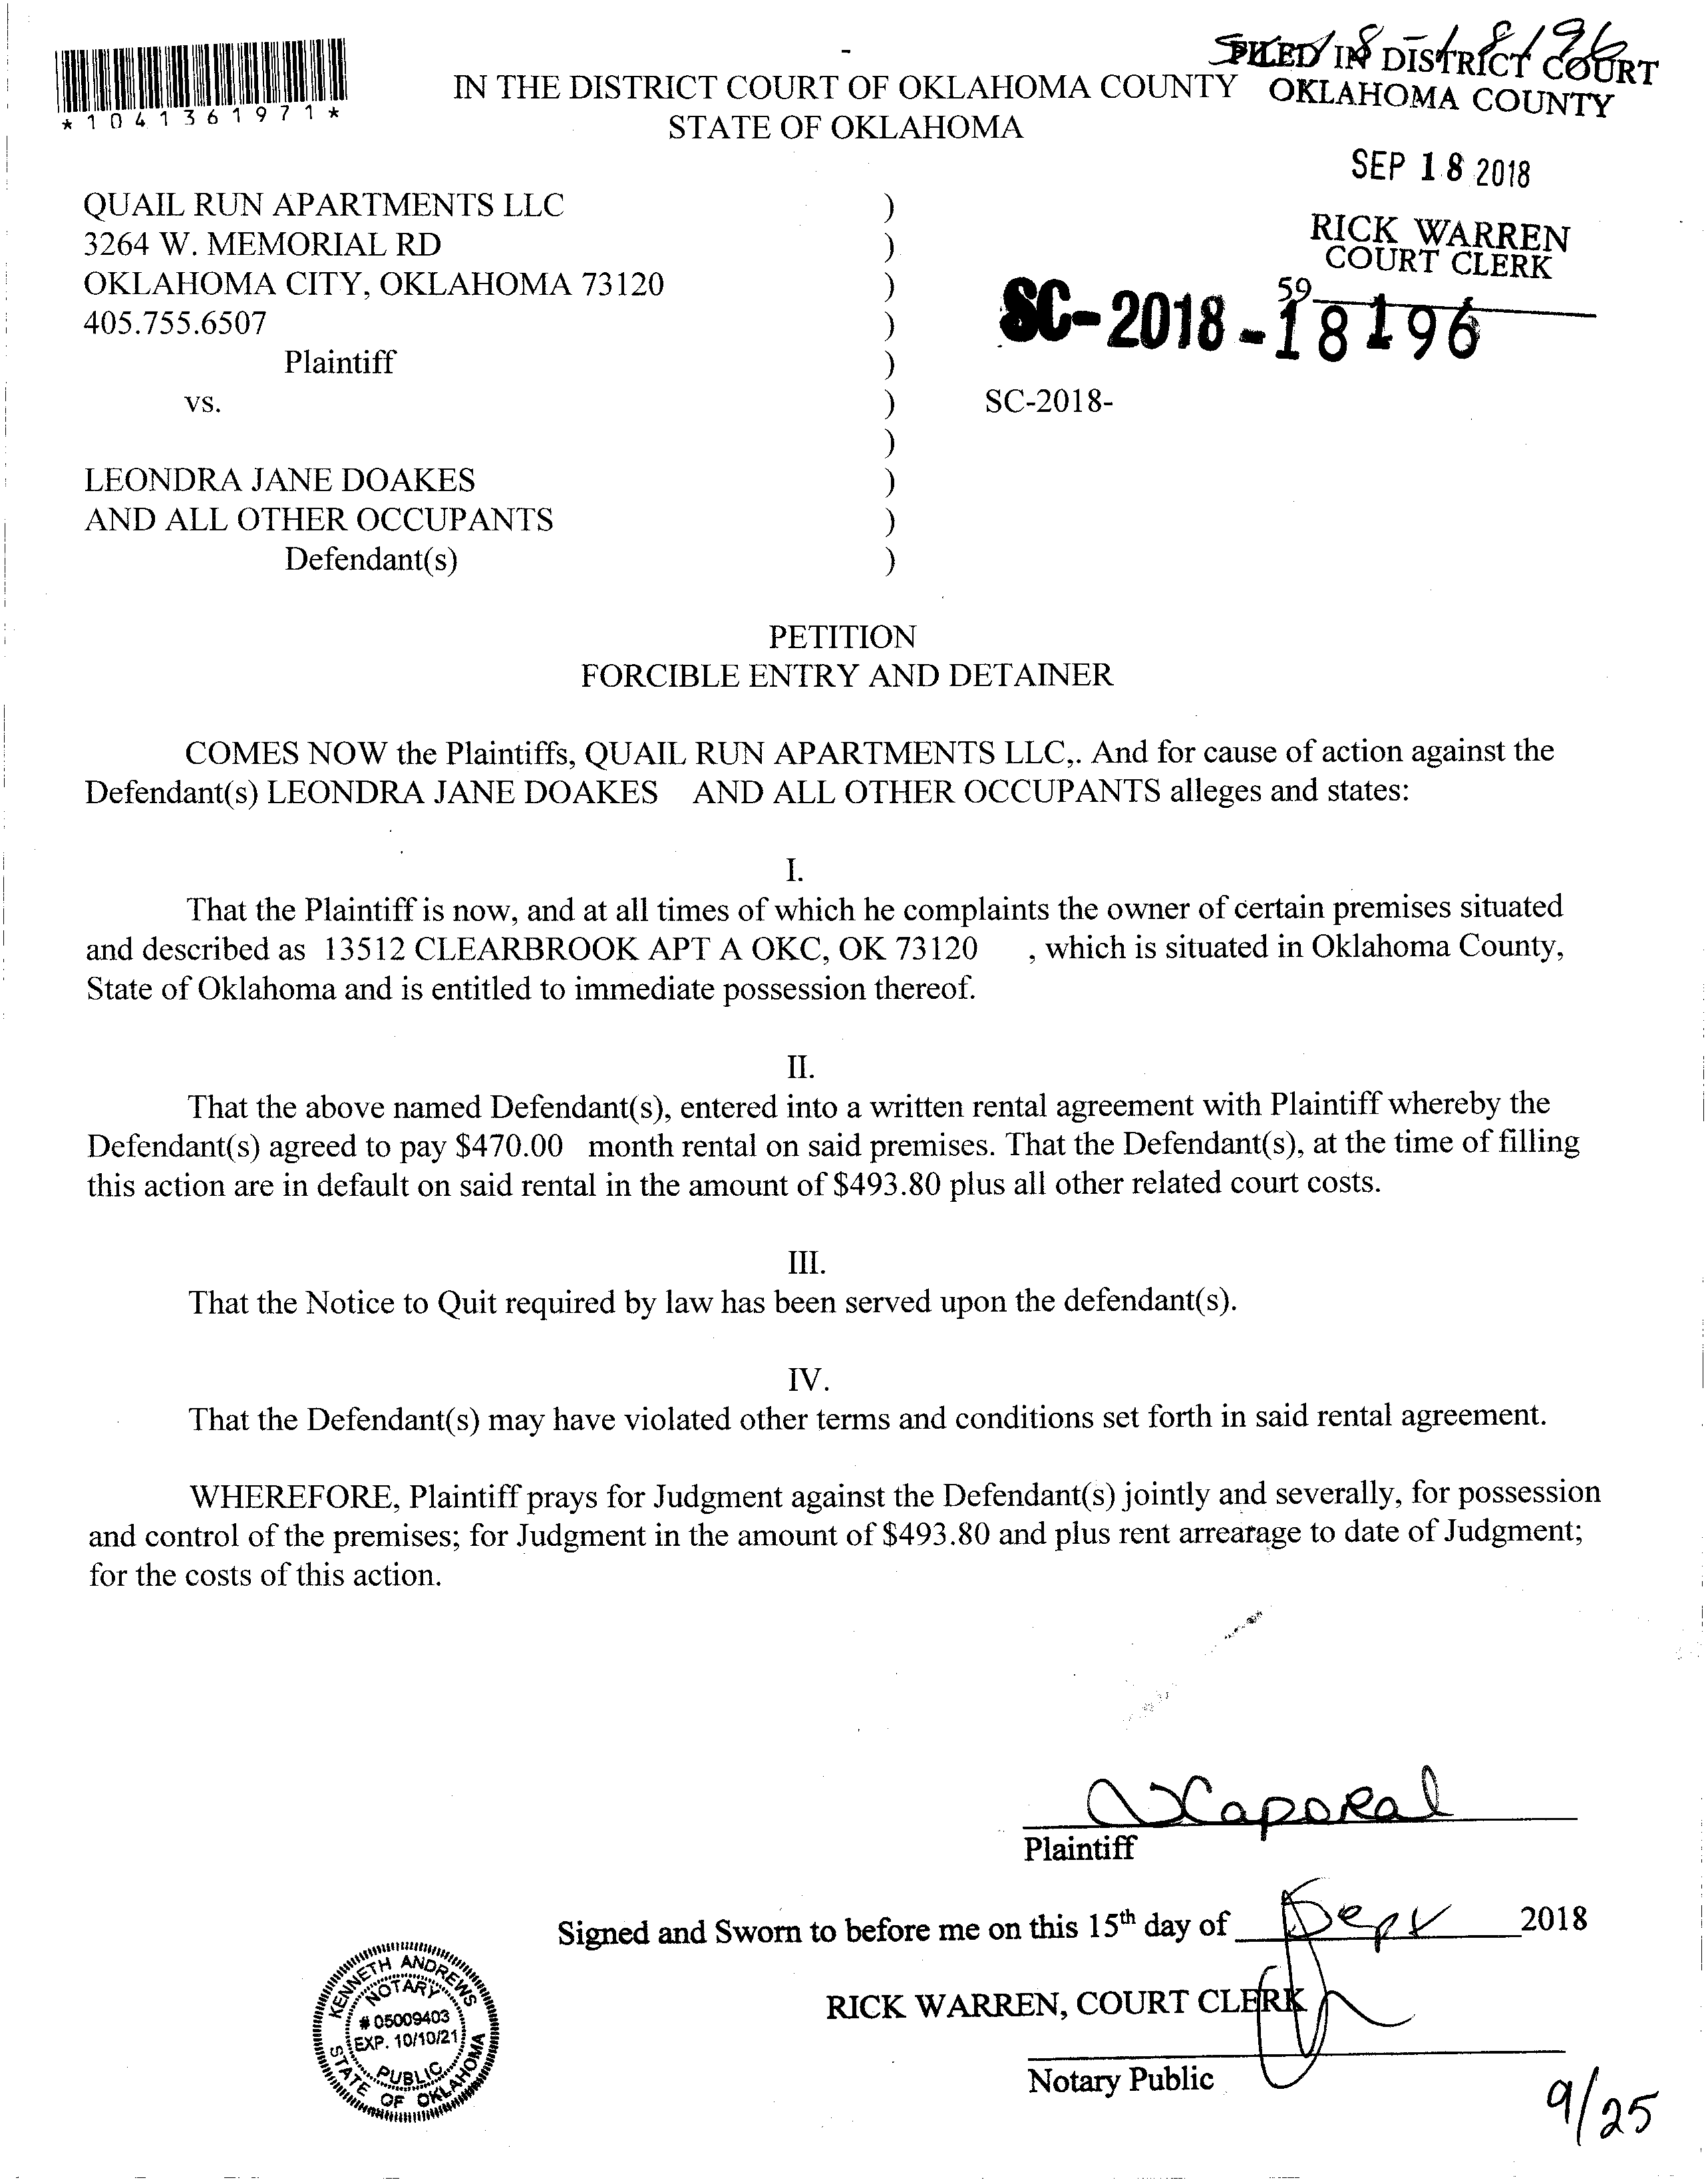 *1041361971*
FILED IN DISTRICT COURT
OKLAHOMA COUNTY
IN THE DISTRICT COURT OF OKLAHOMA COUNTY
STATE OF OKLAHOMA
SEP 18 2018
RICK WARREN
COURT CLERK
59
SC-2018-18196
QUAIL RUN APARTMENTS LLC )
3264 W. MEMORIAL RD )
OKLAHOMA CITY, OKLAHOMA 73120 )
405.755.6507 )
Plaintiff )
vs. ) SC-2018-
)
LEONDRA JANE DOAKES )
AND ALL OTHER OCCUPANTS )
Defendant(s) )
PETITION
FORCIBLE ENTRY AND DETAINER
COMES NOW the Plaintiffs, QUAIL RUN APARTMENTS LLC,. And for cause of action against the
Defendant(s) LEONDRA JANE DOAKES AND ALL OTHER OCCUPANTS alleges and states:
I.
That the Plaintiff is now, and at all times of which he complaints the owner of certain premises situated
and described as 13512 CLEARBROOK APT A OKC, OK 73120 , which is situated in Oklahoma County,
State of Oklahoma and is entitled to immediate possession thereof.
II.
That the above named Defendant(s), entered into a written rental agreement with Plaintiff whereby the
Defendant(s) agreed to pay $470.00 month rental on said premises. That the Defendant(s), at the time of filling
this action are in default on said rental in the amount of $493.80 plus all other related court costs.
III.
That the Notice to Quit required by law has been served upon the defendant(s).
IV.
That the Defendant(s) may have violated other terms and conditions set forth in said rental agreement.
WHEREFORE, Plaintiff prays for Judgment against the Defendant(s) jointly and severally, for possession
and control of the premises; for Judgment in the amount of $493.80 and plus rent arrearage to date of Judgment;
for the costs of this action.
Plaintiff
Signed and Sworn to before me on this 15th day of Sept 2018
RICK WARREN, COURT CLERK
Notary Public
KENNETH ANDREWS
NOTARY
# 05009403
EXP. 10/10/21
PUBLIC
STATE OF OKLAHOMA
9/25